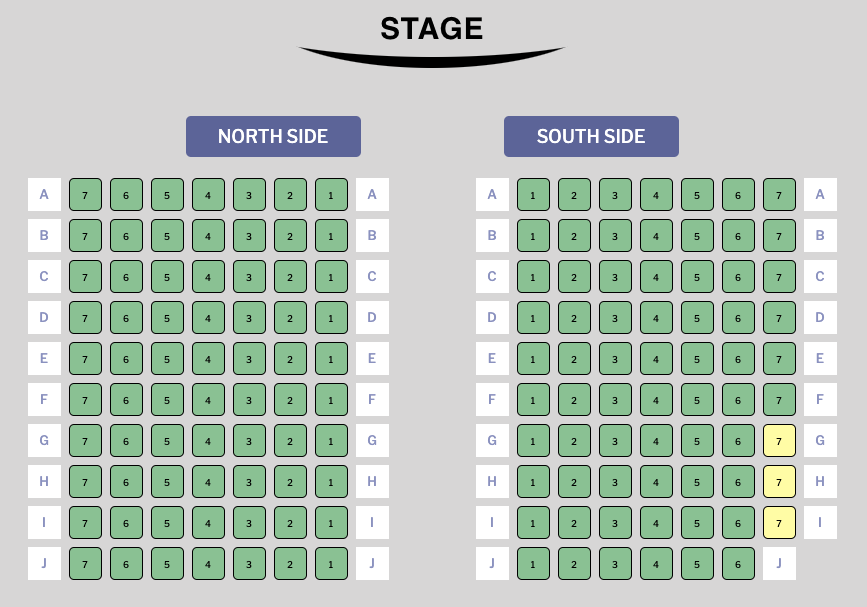 STAGE
NORTH SIDE SOUTH SIDE
A 7 6 5 4 3 2 1 A A 1 2 3 4 5 6 7 A
B 7 6 5 4 3 2 1 B B 1 2 3 4 5 6 7 B
C 7 6 5 4 3 2 1 C C 1 2 3 4 5 6 7 C
D 7 6 5 4 3 2 1 D D 1 2 3 4 5 6 7 D
E 7 6 5 4 3 2 1 E E 1 2 3 4 5 6 7 E
F 7 6 5 4 3 2 1 F F 1 2 3 4 5 6 7 F
G 7 6 5 4 3 2 1 G G 1 2 3 4 5 6 7 G
H 7 6 5 4 3 2 1 H H 1 2 3 4 5 6 7 H
I 7 6 5 4 3 2 1 I I 1 2 3 4 5 6 7 I
J 7 6 5 4 3 2 1 J J 1 2 3 4 5 6 J